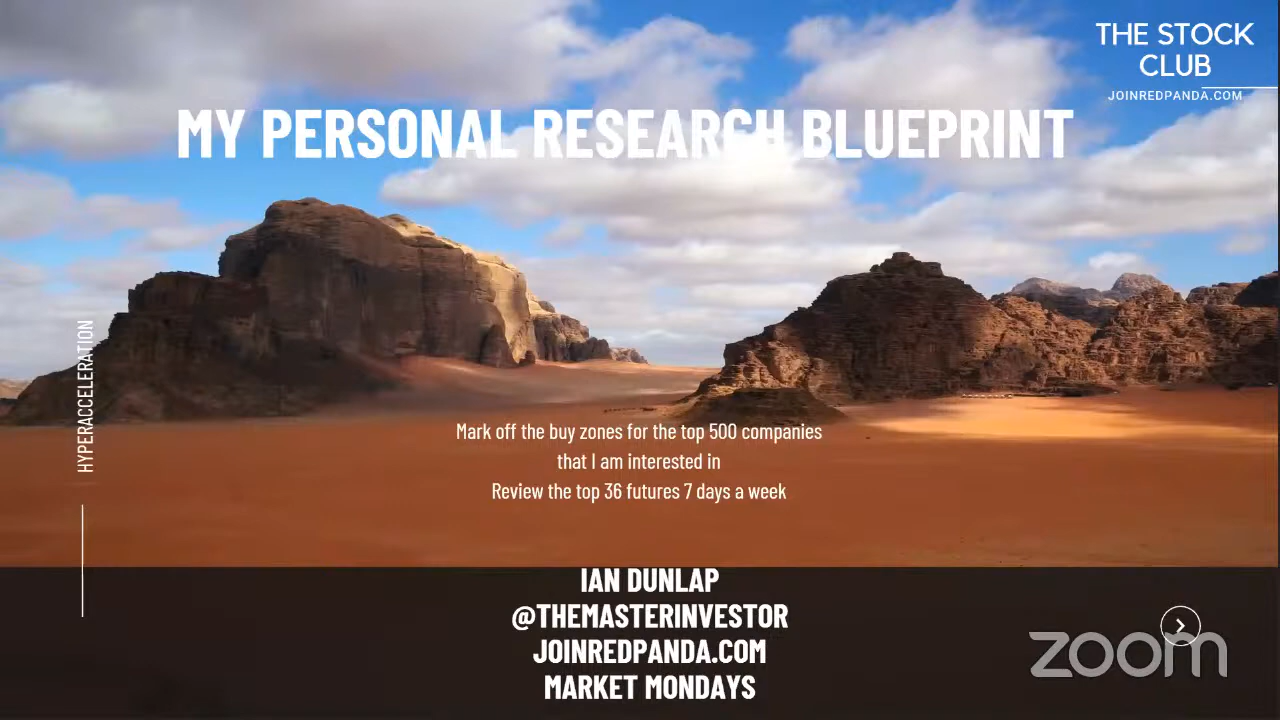 THE STOCK
CLUB
JOINREDPANDA.COM
MY PERSONAL RESEARCH BLUEPRINT
HYPERACCELERATION
Mark off the buy zones for the top 500 companies
that I am interested in
Review the top 36 futures 7 days a week
IAN DUNLAP
@THEMASTERINVESTOR
JOINREDPANDA.COM
MARKET MONDAYS
zoom